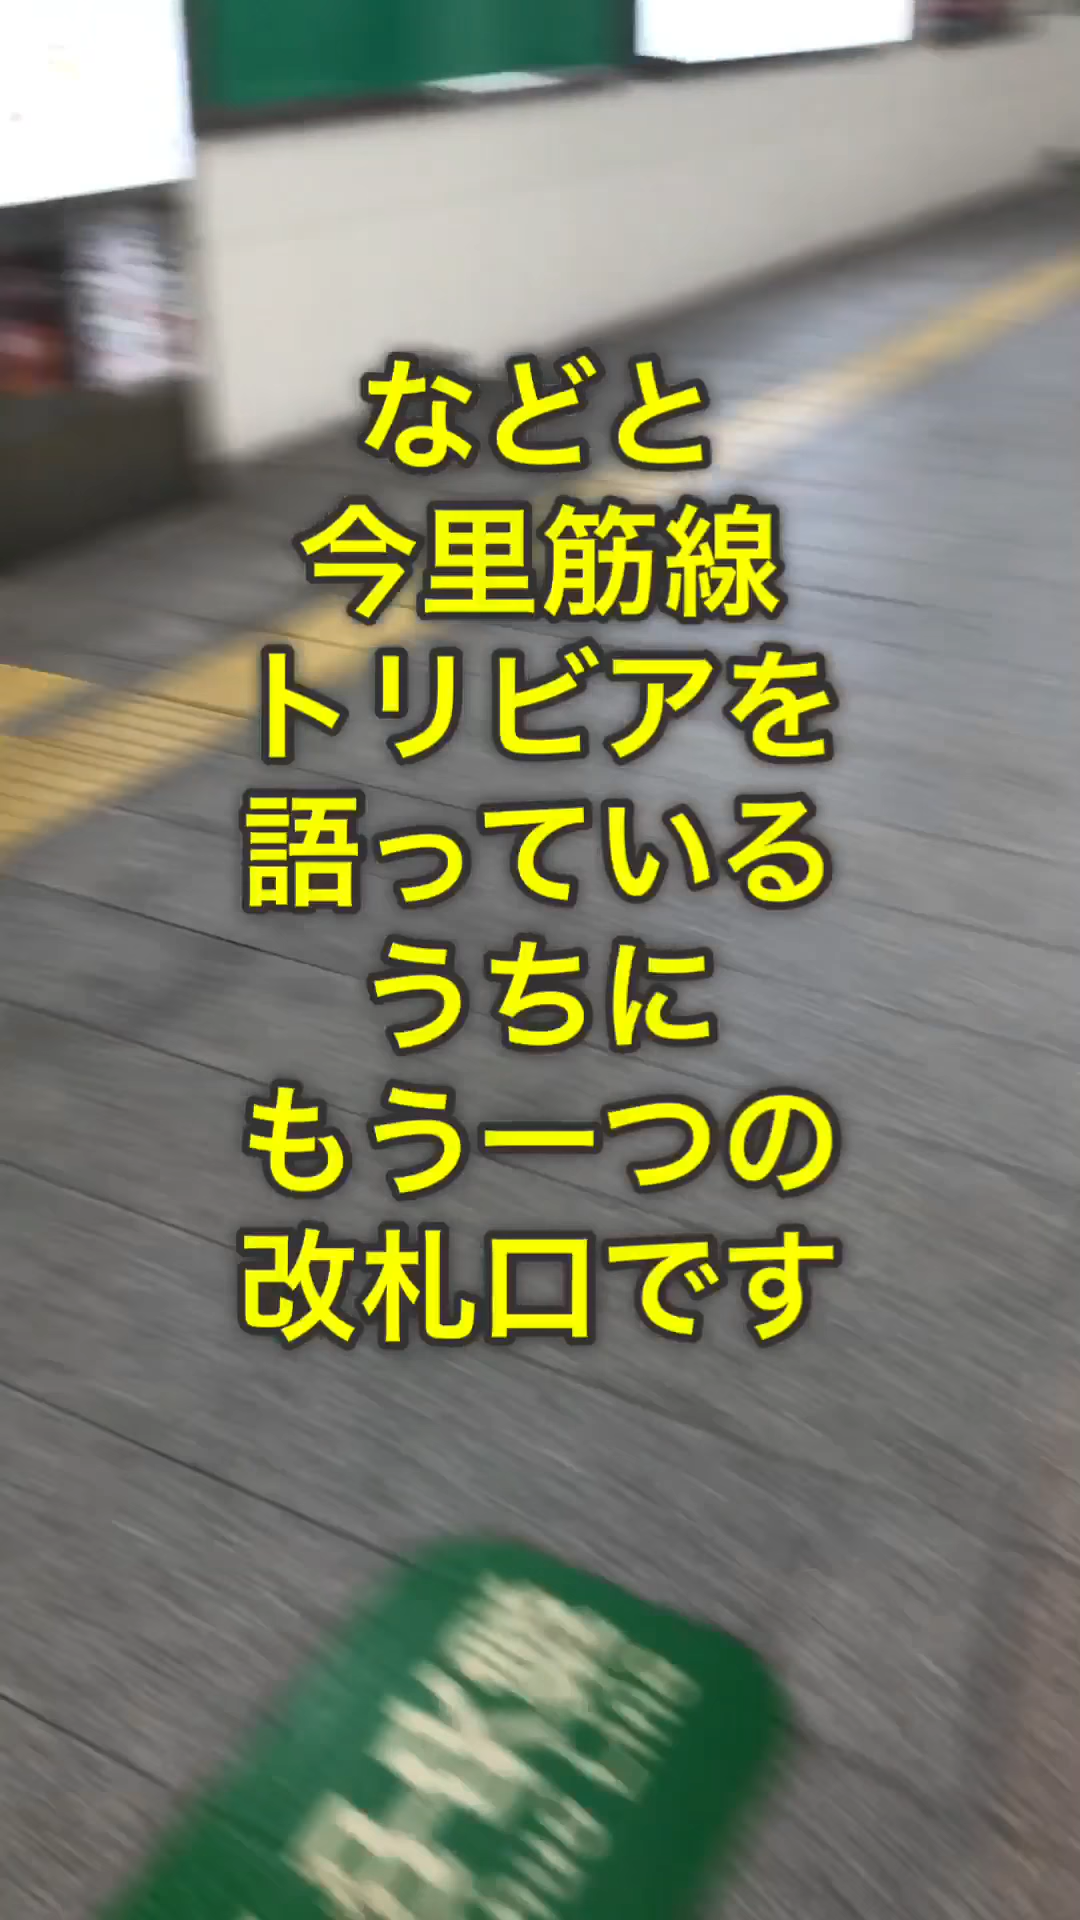 などと
今里筋線
トリビアを
語っている
うちに
もう一つの
改札口です